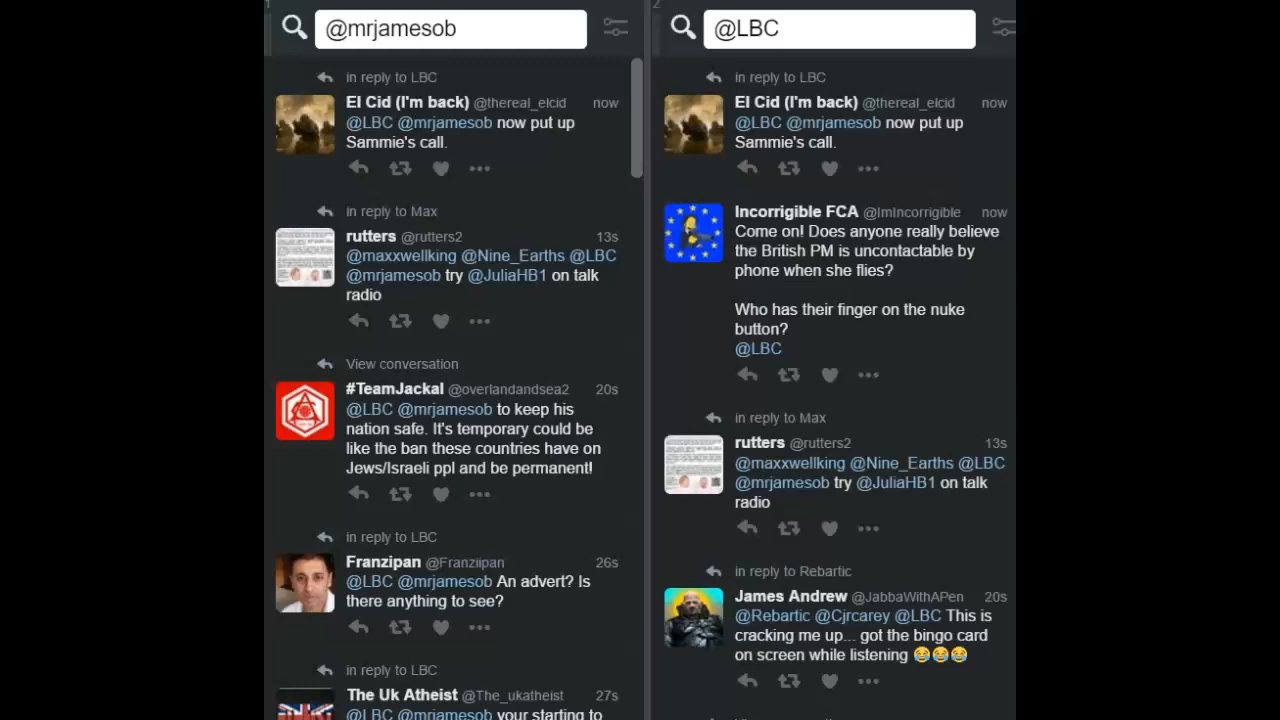 1
@mrjamesob
in reply to LBC
El Cid (I'm back) @thereal_elcid now
@LBC @mrjamesob now put up
Sammie's call.
in reply to Max
rutters @rutters2 13s
@maxxwellking @Nine_Earths @LBC
@mrjamesob try @JuliaHB1 on talk
radio
View conversation
#TeamJackal @overlandandsea2 20s
@LBC @mrjamesob to keep his
nation safe. It's temporary could be
like the ban these countries have on
Jews/Israeli ppl and be permanent!
in reply to LBC
Franzipan @Franziipan 26s
@LBC @mrjamesob An advert? Is
there anything to see?
in reply to LBC
The Uk Atheist @The_ukatheist 27s
@LBC @mrjamesob your starting to
2
@LBC
in reply to LBC
El Cid (I'm back) @thereal_elcid now
@LBC @mrjamesob now put up
Sammie's call.
Incorrigible FCA @ImIncorrigible now
Come on! Does anyone really believe
the British PM is uncontactable by
phone when she flies?
Who has their finger on the nuke
button?
@LBC
in reply to Max
rutters @rutters2 13s
@maxxwellking @Nine_Earths @LBC
@mrjamesob try @JuliaHB1 on talk
radio
in reply to Rebartic
James Andrew @JabbaWithAPen 20s
@Rebartic @Cjrcarey @LBC This is
cracking me up... got the bingo card
on screen while listening 😂😂😂